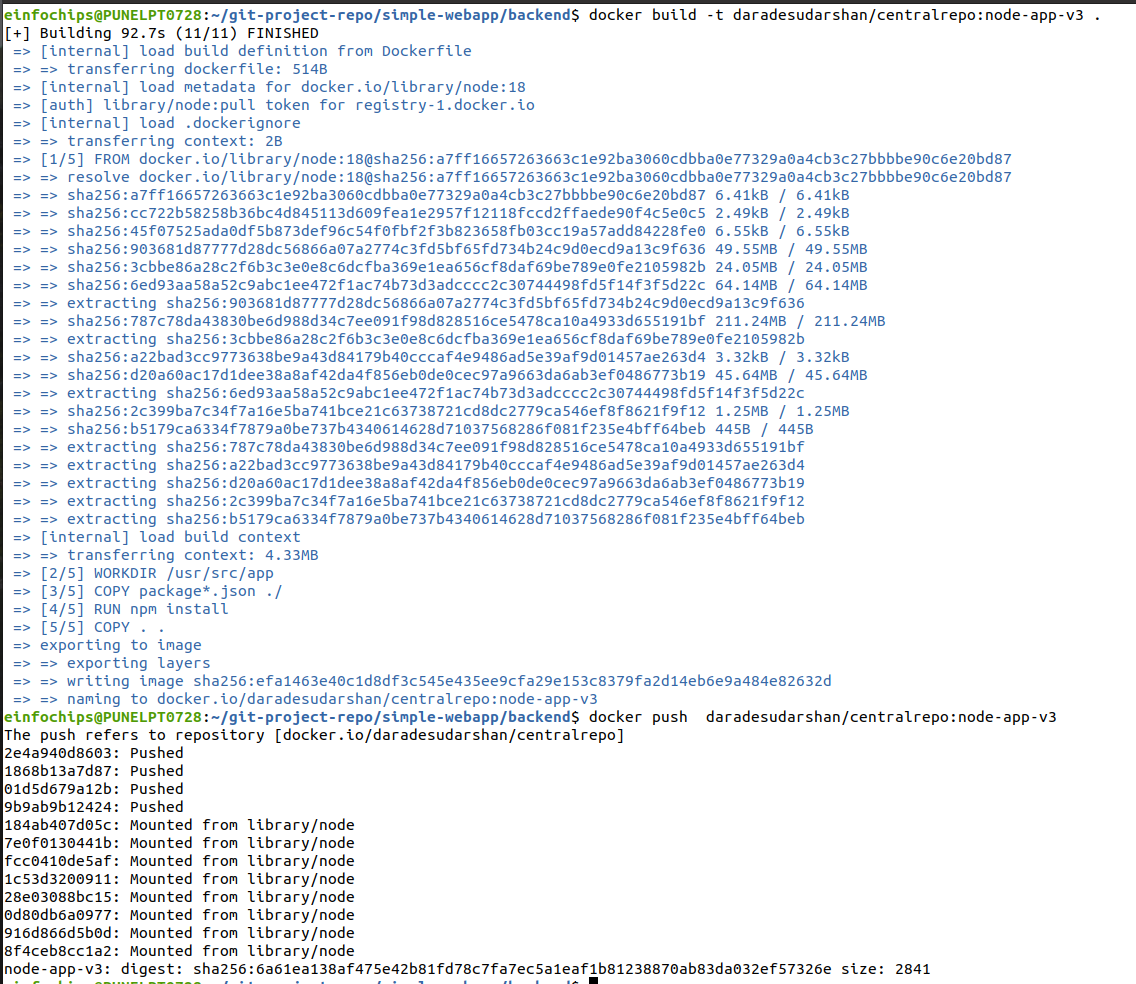 einfochips@PUNELPT0728:~/git-project-repo/simple-webapp/backend$ docker build -t daradesudarshan/centralrepo:node-app-v3 .
[+] Building 92.7s (11/11) FINISHED
=> [internal] load build definition from Dockerfile
=> => transferring dockerfile: 514B
=> [internal] load metadata for docker.io/library/node:18
=> [auth] library/node:pull token for registry-1.docker.io
=> [internal] load .dockerignore
=> => transferring context: 2B
=> [1/5] FROM docker.io/library/node:18@sha256:a7ff16657263663c1e92ba3060cdbba0e77329a0a4cb3c27bbbbe90c6e20bd87
=> => resolve docker.io/library/node:18@sha256:a7ff16657263663c1e92ba3060cdbba0e77329a0a4cb3c27bbbbe90c6e20bd87
=> => sha256:a7ff16657263663c1e92ba3060cdbba0e77329a0a4cb3c27bbbbe90c6e20bd87 6.41kB / 6.41kB
=> => sha256:cc722b58258b36bc4d845113d609fea1e2957f12118fccd2ffaede90f4c5e0c5 2.49kB / 2.49kB
=> => sha256:45f07525ada0df5b873def96c54f0fbf2f3b823658fb03cc19a57add84228fe0 6.55kB / 6.55kB
=> => sha256:903681d87777d28dc56866a07a2774c3fd5bf65fd734b24c9d0ecd9a13c9f636 49.55MB / 49.55MB
=> => sha256:3cbbe86a28c2f6b3c3e0e8c6dcfba369e1ea656cf8daf69be789e0fe2105982b 24.05MB / 24.05MB
=> => sha256:6ed93aa58a52c9abc1ee472f1ac74b73d3adcccc2c30744498fd5f14f3f5d22c 64.14MB / 64.14MB
=> => extracting sha256:903681d87777d28dc56866a07a2774c3fd5bf65fd734b24c9d0ecd9a13c9f636
=> => sha256:787c78da43830be6d988d34c7ee091f98d828516ce5478ca10a4933d655191bf 211.24MB / 211.24MB
=> => extracting sha256:3cbbe86a28c2f6b3c3e0e8c6dcfba369e1ea656cf8daf69be789e0fe2105982b
=> => sha256:a22bad3cc9773638be9a43d84179b40cccaf4e9486ad5e39af9d01457ae263d4 3.32kB / 3.32kB
=> => sha256:d20a60ac17d1dee38a8af42da4f856eb0de0cec97a9663da6ab3ef0486773b19 45.64MB / 45.64MB
=> => extracting sha256:6ed93aa58a52c9abc1ee472f1ac74b73d3adcccc2c30744498fd5f14f3f5d22c
=> => sha256:2c399ba7c34f7a16e5ba741bce21c63738721cd8dc2779ca546ef8f8621f9f12 1.25MB / 1.25MB
=> => sha256:b5179ca6334f7879a0be737b4340614628d71037568286f081f235e4bff64beb 445B / 445B
=> => extracting sha256:787c78da43830be6d988d34c7ee091f98d828516ce5478ca10a4933d655191bf
=> => extracting sha256:a22bad3cc9773638be9a43d84179b40cccaf4e9486ad5e39af9d01457ae263d4
=> => extracting sha256:d20a60ac17d1dee38a8af42da4f856eb0de0cec97a9663da6ab3ef0486773b19
=> => extracting sha256:2c399ba7c34f7a16e5ba741bce21c63738721cd8dc2779ca546ef8f8621f9f12
=> => extracting sha256:b5179ca6334f7879a0be737b4340614628d71037568286f081f235e4bff64beb
=> [internal] load build context
=> => transferring context: 4.33MB
=> [2/5] WORKDIR /usr/src/app
=> [3/5] COPY package*.json ./
=> [4/5] RUN npm install
=> [5/5] COPY . .
=> exporting to image
=> => exporting layers
=> => writing image sha256:efa1463e40c1d8df3c545e435ee9cfa29e153c8379fa2d14eb6e9a484e82632d
=> => naming to docker.io/daradesudarshan/centralrepo:node-app-v3
einfochips@PUNELPT0728:~/git-project-repo/simple-webapp/backend$ docker push  daradesudarshan/centralrepo:node-app-v3
The push refers to repository [docker.io/daradesudarshan/centralrepo]
2e4a940d8603: Pushed
1868b13a7d87: Pushed
01d5d679a12b: Pushed
9b9ab9b12424: Pushed
184ab407d05c: Mounted from library/node
7e0f0130441b: Mounted from library/node
fcc0410de5af: Mounted from library/node
1c53d3200911: Mounted from library/node
28e03088bc15: Mounted from library/node
0d80db6a0977: Mounted from library/node
916d866d5b0d: Mounted from library/node
8f4ceb8cc1a2: Mounted from library/node
node-app-v3: digest: sha256:6a61ea138af475e42b81fd78c7fa7ec5a1eaf1b81238870ab83da032ef57326e size: 2841